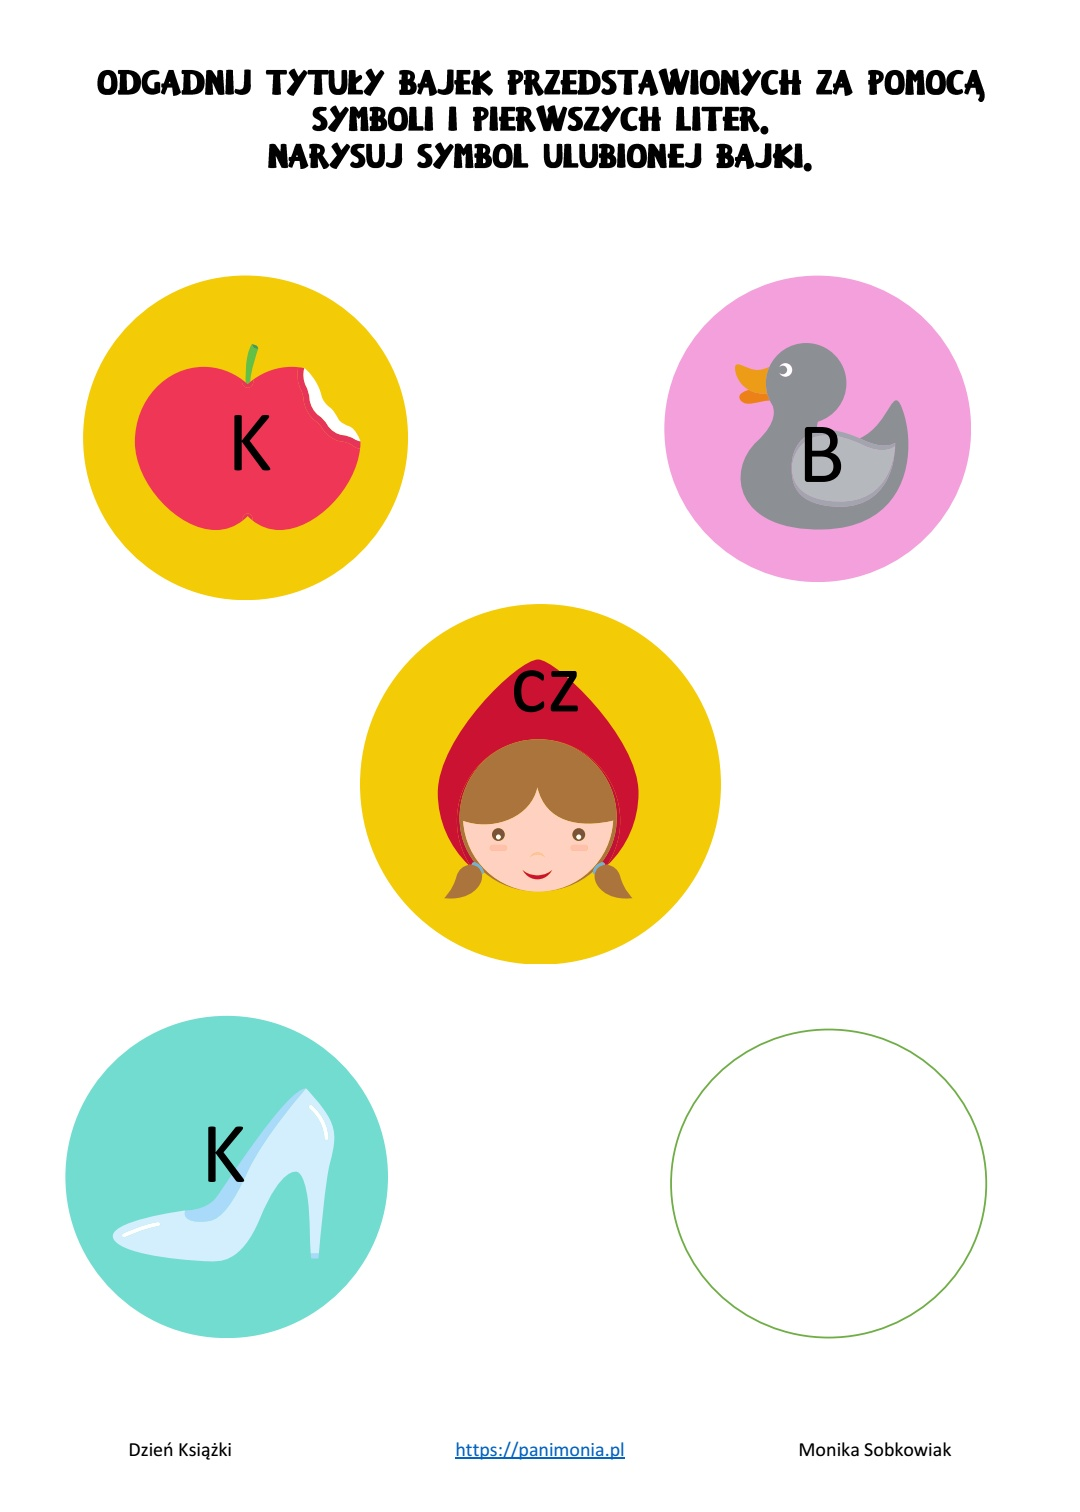 ODGADNIJ TYTUŁY BAJEK PRZEDSTAWIONYCH ZA POMOCĄ
SYMBOLI I PIERWSZYCH LITER.
NARYSUJ SYMBOL ULUBIONEJ BAJKI.
K
B
CZ
K
Dzień Książki
https://panimonia.pl
Monika Sobkowiak